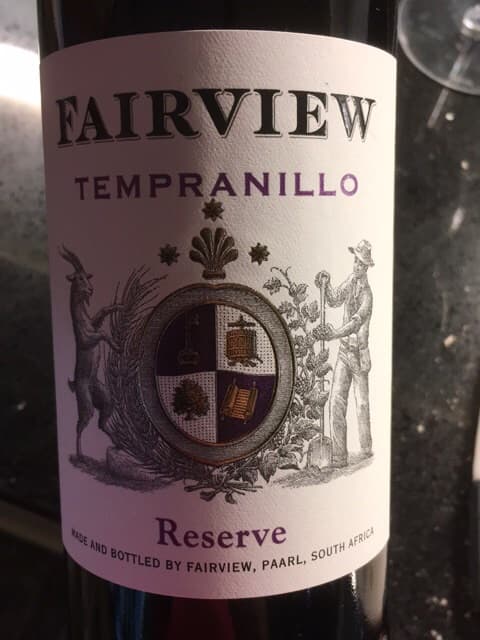 FAIRVIEW
TEMPRANILLO
Reserve
MADE AND BOTTLED BY FAIRVIEW, PAARL, SOUTH AFRICA